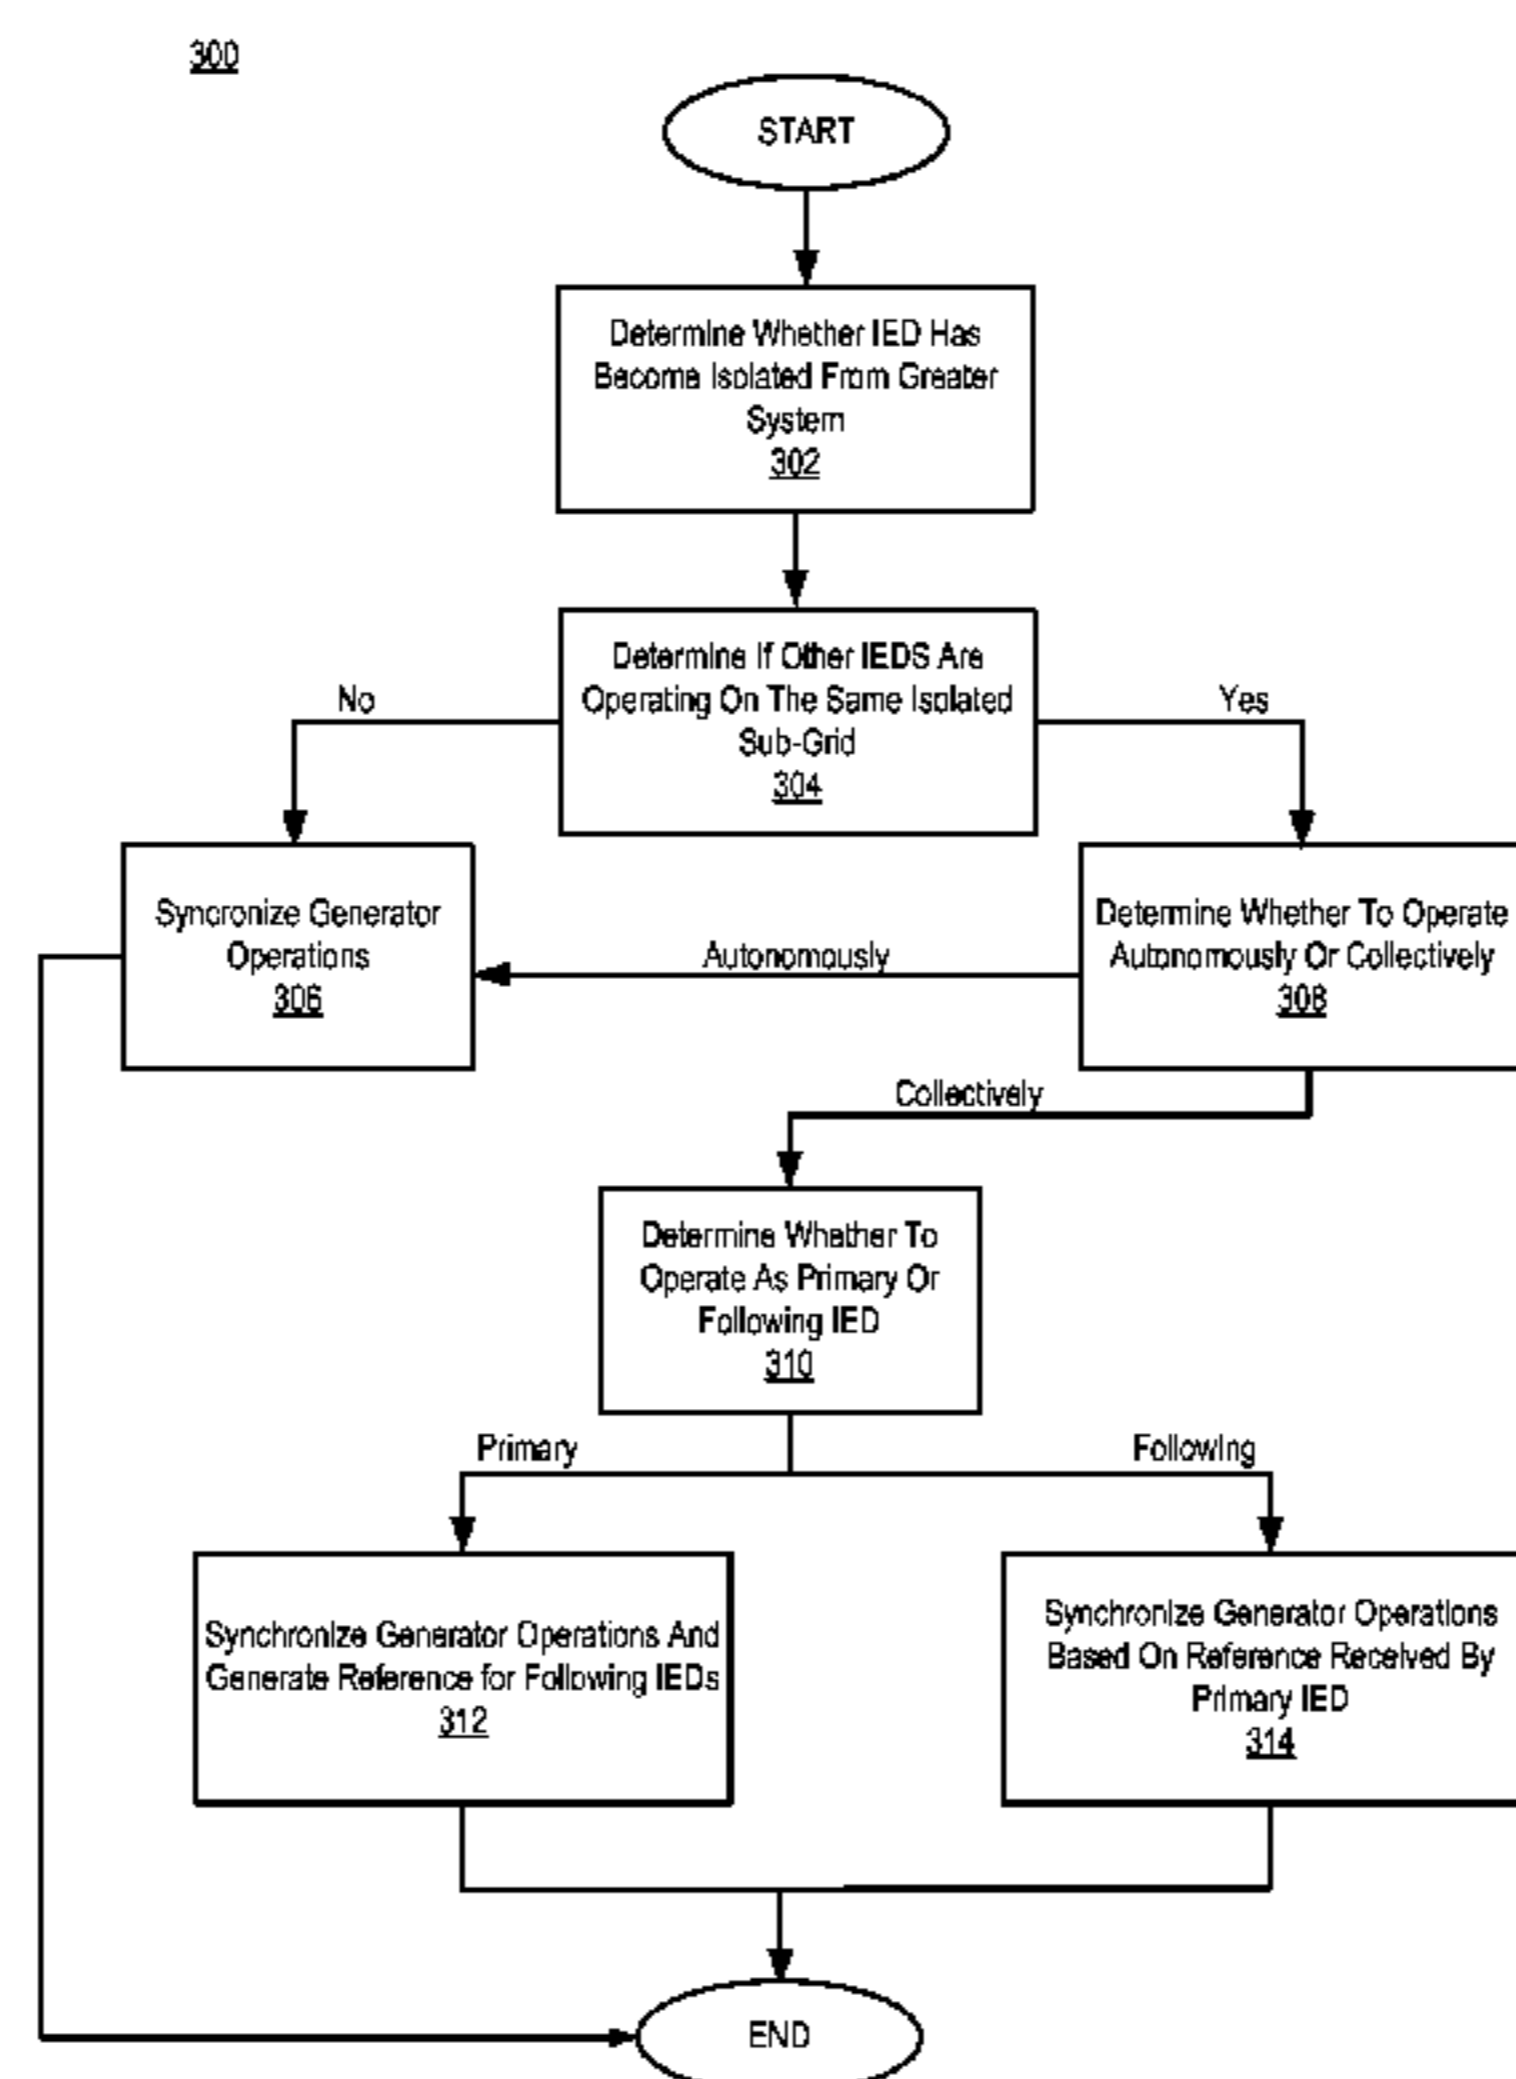 300
START
Determine Whether IED Has
Become Isolated From Greater
System
302
Determine If Other IEDS Are
Operating On The Same Isolated
Sub-Grid
304
No
Yes
Syncronize Generator
Operations
306
Autonomously
Determine Whether To Operate
Autonomously Or Collectively
308
Collectively
Determine Whether To
Operate As Primary Or
Following IED
310
Primary
Following
Synchronize Generator Operations And
Generate Reference for Following IEDs
312
Synchronize Generator Operations
Based On Reference Received By
Primary IED
314
END